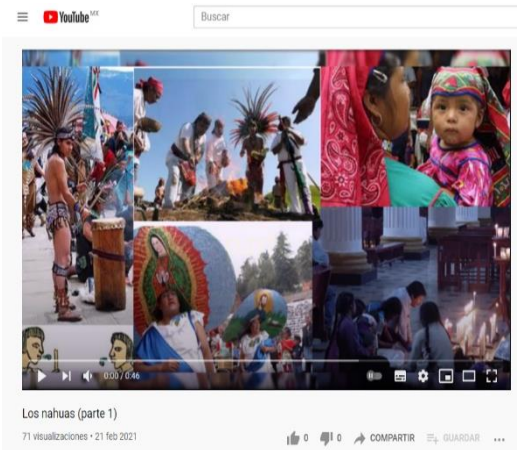 YouTube MX
Buscar
0:00 / 0:46
Los nahuas (parte 1)
71 visualizaciones • 21 feb 2021
0
0
COMPARTIR
GUARDAR